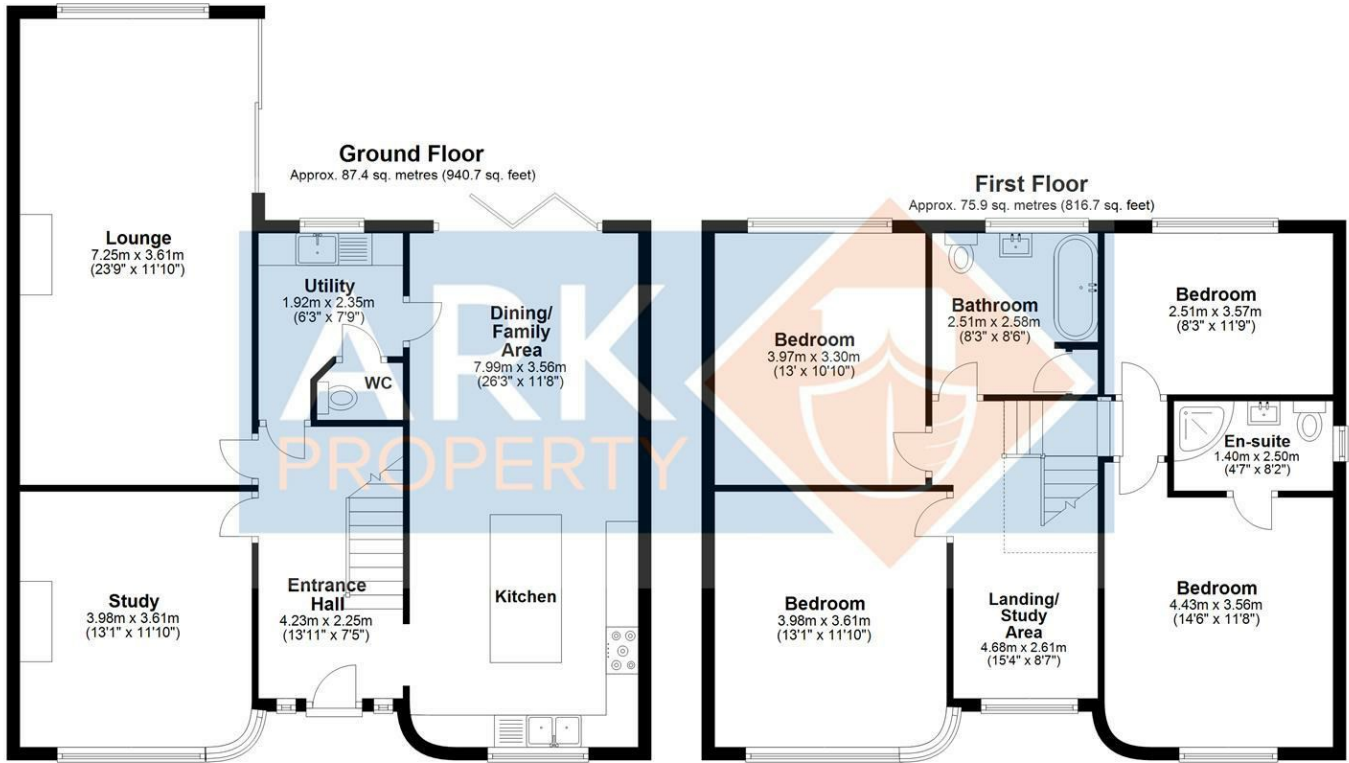 Ground Floor
Approx. 87.4 sq. metres (940.7 sq. feet)
Lounge
7.25m x 3.61m
(23'9" x 11'10")
Utility
1.92m x 2.35m
(6'3" x 7'9")
WC
Dining/
Family
Area
7.99m x 3.56m
(26'3" x 11'8")
Study
3.98m x 3.61m
(13'1" x 11'10")
Entrance
Hall
4.23m x 2.25m
(13'11" x 7'5")
Kitchen
First Floor
Approx. 75.9 sq. metres (816.7 sq. feet)
Bedroom
3.97m x 3.30m
(13' x 10'10")
Bathroom
2.51m x 2.58m
(8'3" x 8'6")
Bedroom
2.51m x 3.57m
(8'3" x 11'9")
En-suite
1.40m x 2.50m
(4'7" x 8'2")
Bedroom
3.98m x 3.61m
(13'1" x 11'10")
Landing/
Study
Area
4.68m x 2.61m
(15'4" x 8'7")
Bedroom
4.43m x 3.56m
(14'6" x 11'8")
ARK
PROPERTY